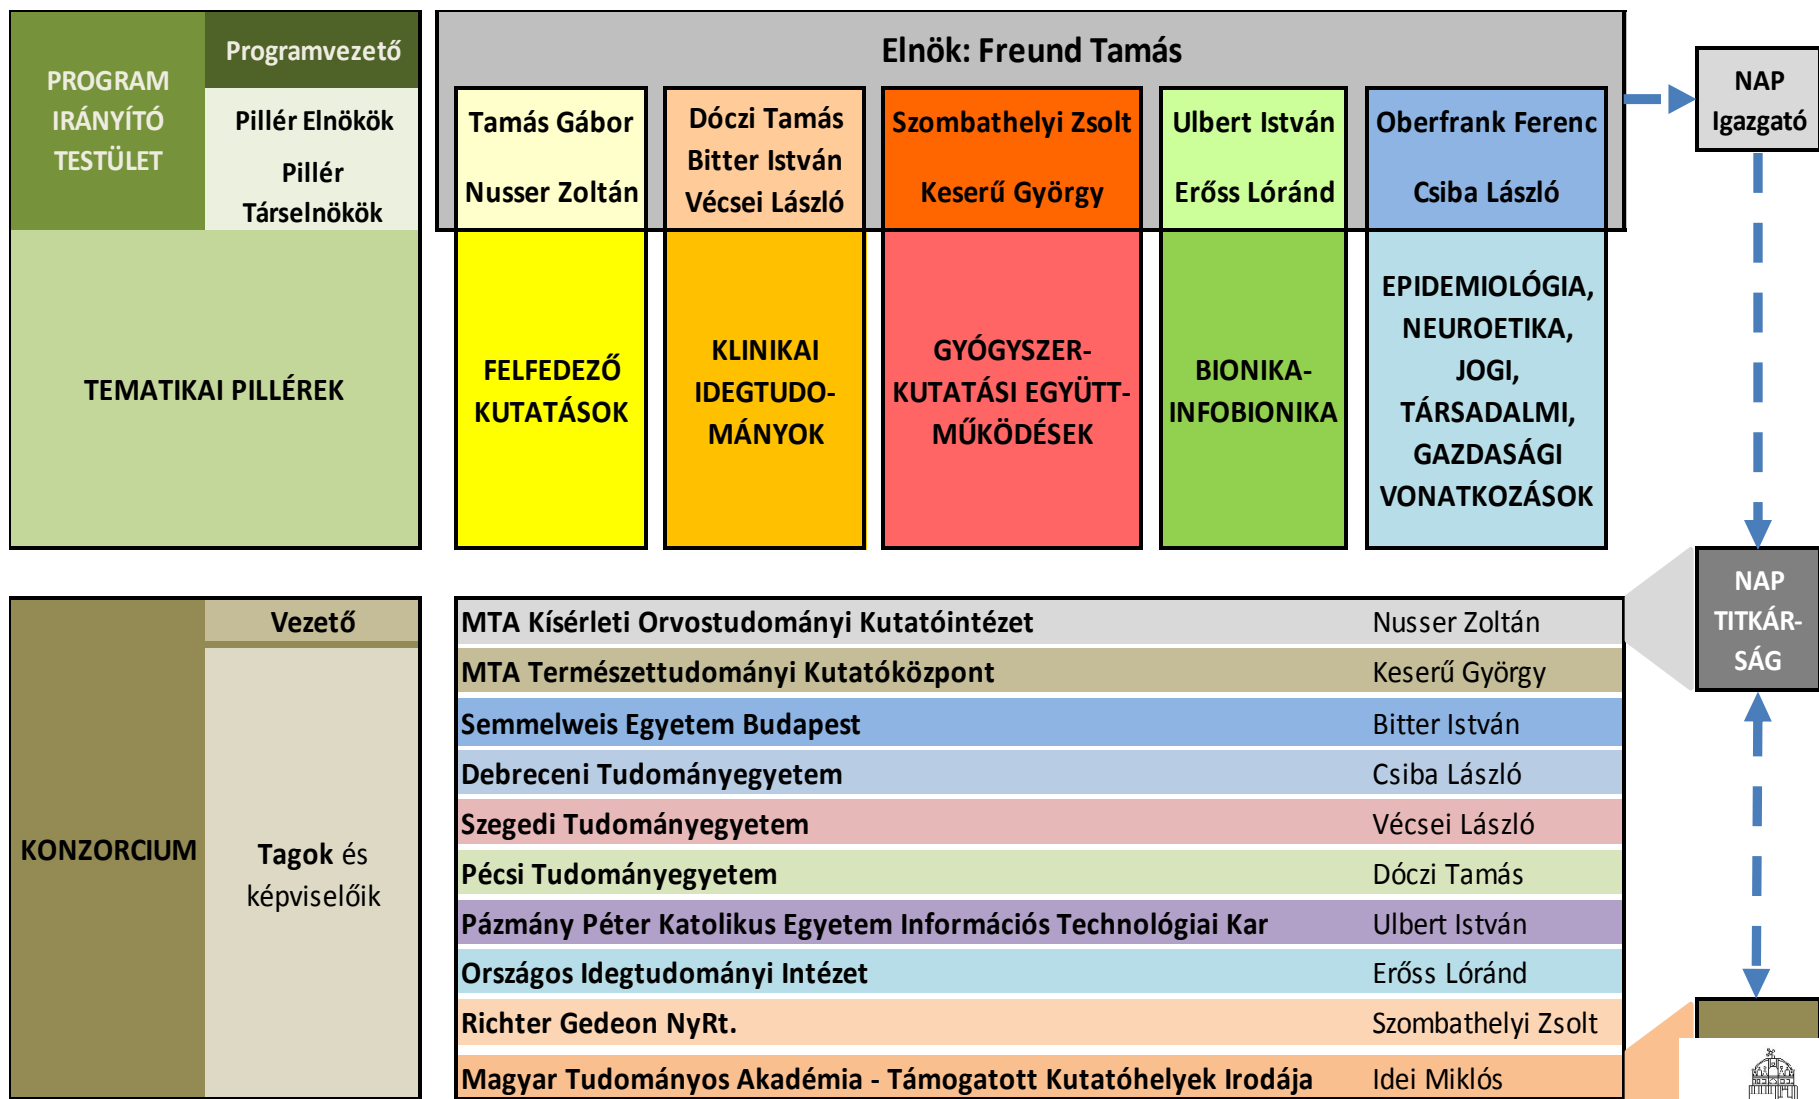 PROGRAM
IRÁNYÍTÓ
TESTÜLET
Programvezető
Pillér Elnökök
Pillér
Társelnökök
Elnök: Freund Tamás
Tamás Gábor
Nusser Zoltán
Dóczi Tamás
Bitter István
Vécsei László
Szombathelyi Zsolt
Keserű György
Ulbert István
Erőss Lóránd
Oberfrank Ferenc
Csiba László
NAP
Igazgató
TEMATIKAI PILLÉREK
FELFEDEZŐ
KUTATÁSOK
KLINIKAI
IDEGTUDO-
MÁNYOK
GYÓGYSZER-
KUTATÁSI EGYÜTT-
MŰKÖDÉSEK
BIONIKA-
INFOBIONIKA
EPIDEMIOLÓGIA,
NEUROETIKA,
JOGI,
TÁRSADALMI,
GAZDASÁGI
VONATKOZÁSOK
NAP
TITKÁR-
SÁG
KONZORCIUM
Vezető
Tagok és
képviselőik
MTA Kísérleti Orvostudományi Kutatóintézet Nusser Zoltán
MTA Természettudományi Kutatóközpont Keserű György
Semmelweis Egyetem Budapest Bitter István
Debreceni Tudományegyetem Csiba László
Szegedi Tudományegyetem Vécsei László
Pécsi Tudományegyetem Dóczi Tamás
Pázmány Péter Katolikus Egyetem Információs Technológiai Kar Ulbert István
Országos Idegtudományi Intézet Erőss Lóránd
Richter Gedeon NyRt. Szombathelyi Zsolt
Magyar Tudományos Akadémia - Támogatott Kutatóhelyek Irodája Idei Miklós